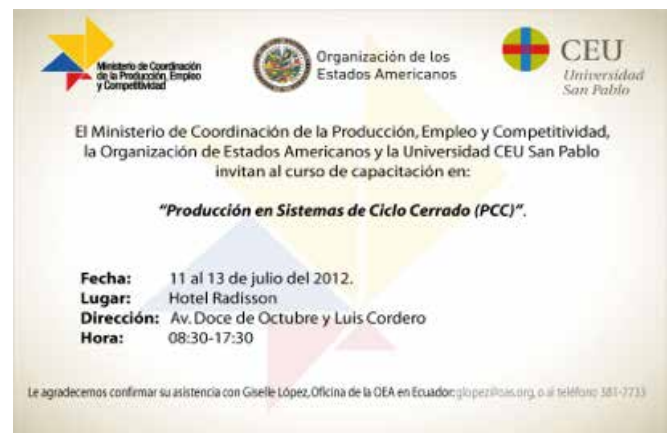 Ministerio de Coordinación
de la Producción, Empleo
y Competitividad
Organización de los
Estados Americanos
CEU
Universidad
San Pablo
El Ministerio de Coordinación de la Producción, Empleo y Competitividad,
la Organización de Estados Americanos y la Universidad CEU San Pablo
invitan al curso de capacitación en:
“Producción en Sistemas de Ciclo Cerrado (PCC)”.
Fecha: 11 al 13 de julio del 2012.
Lugar: Hotel Radisson
Dirección: Av. Doce de Octubre y Luis Cordero
Hora: 08:30-17:30
Le agradecemos confirmar su asistencia con Giselle López, Oficina de la OEA en Ecuador: glopez@oas.org, o al teléfono 381-7733